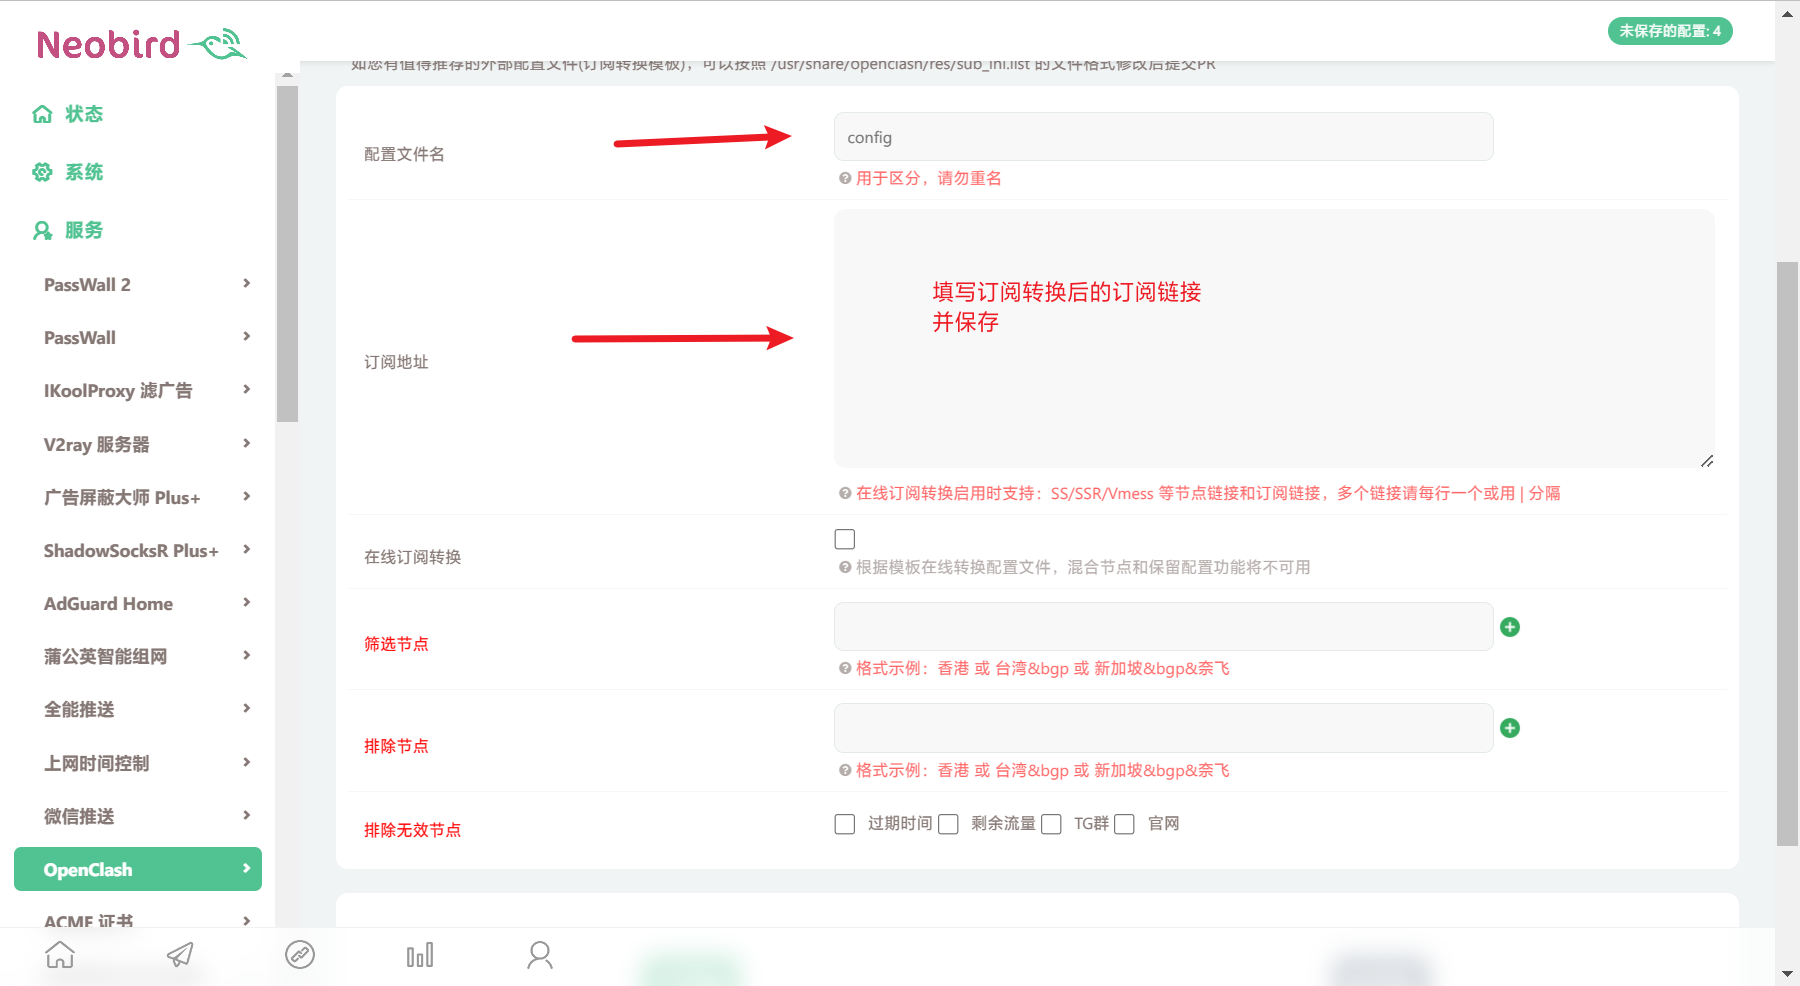 Neobird
未保存的配置: 4
如您有值得推荐的外部配置文件(订阅转换模板)，可以按照 /usr/share/openclash/res/sub_ini.list 的文件格式修改后提交PR
状态
系统
服务
PassWall 2
PassWall
IKoolProxy 滤广告
V2ray 服务器
广告屏蔽大师 Plus+
ShadowSocksR Plus+
AdGuard Home
蒲公英智能组网
全能推送
上网时间控制
微信推送
OpenClash
ACME 证书
配置文件名
config
用于区分，请勿重名
订阅地址
填写订阅转换后的订阅链接
并保存
在线订阅转换启用时支持：SS/SSR/Vmess 等节点链接和订阅链接，多个链接请每行一个或用 | 分隔
在线订阅转换
根据模板在线转换配置文件，混合节点和保留配置功能将不可用
筛选节点
格式示例：香港 或 台湾&bgp 或 新加坡&bgp&奈飞
排除节点
格式示例：香港 或 台湾&bgp 或 新加坡&bgp&奈飞
排除无效节点
过期时间 剩余流量 TG群 官网